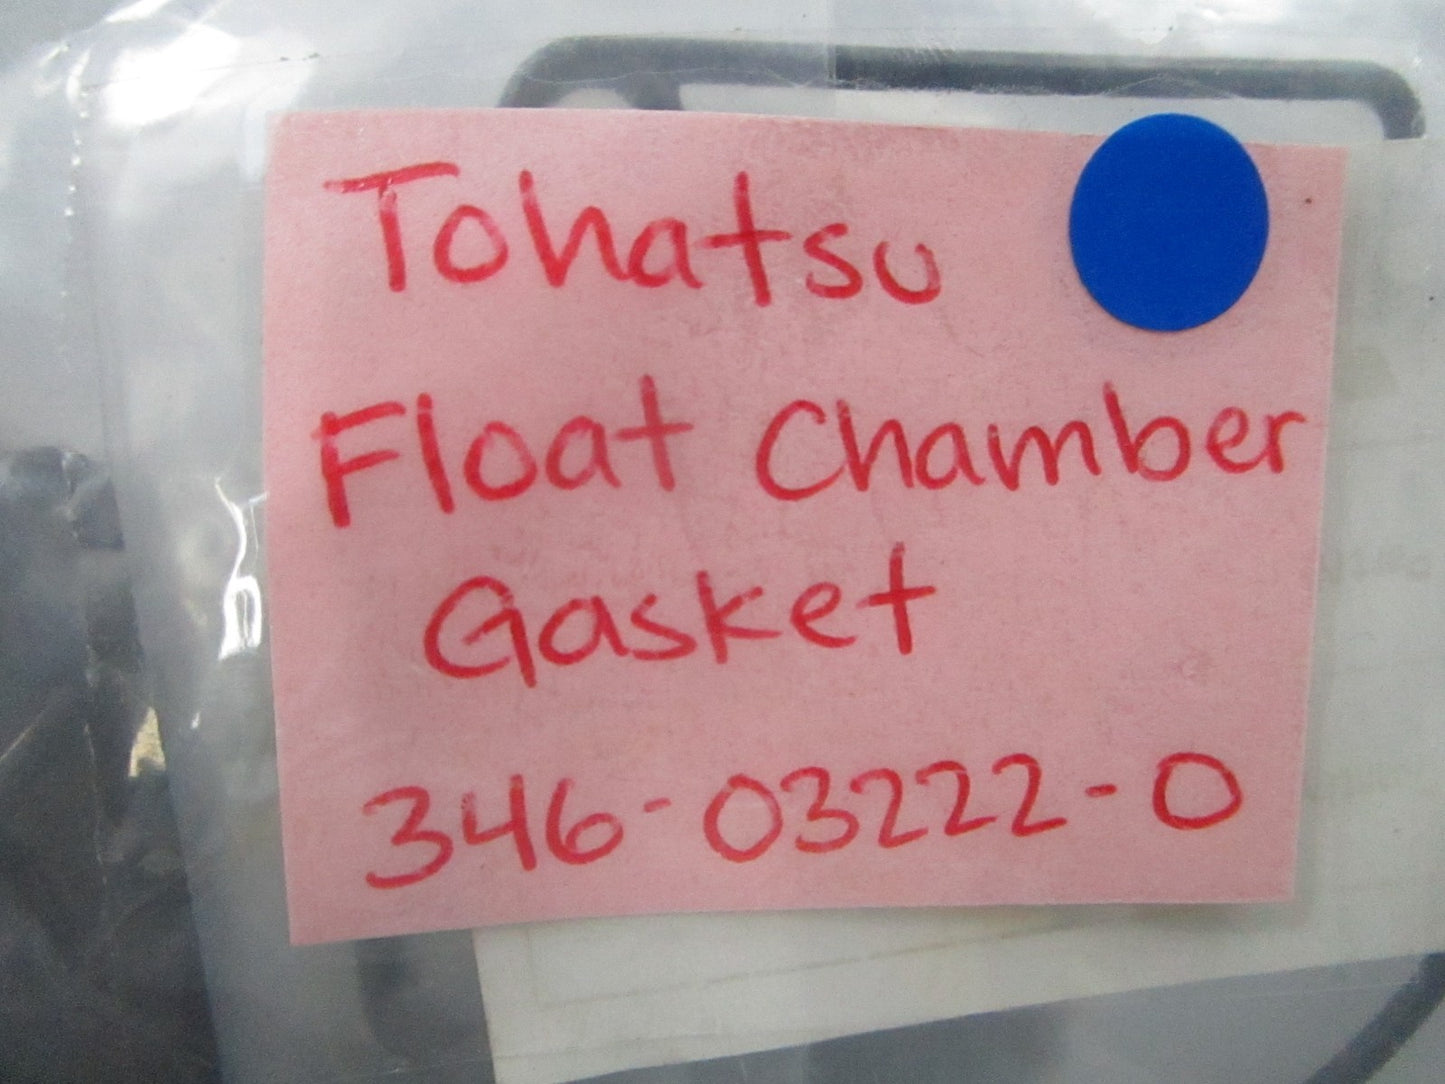 Tohatsu
Float Chamber
Gasket
346-03222-0